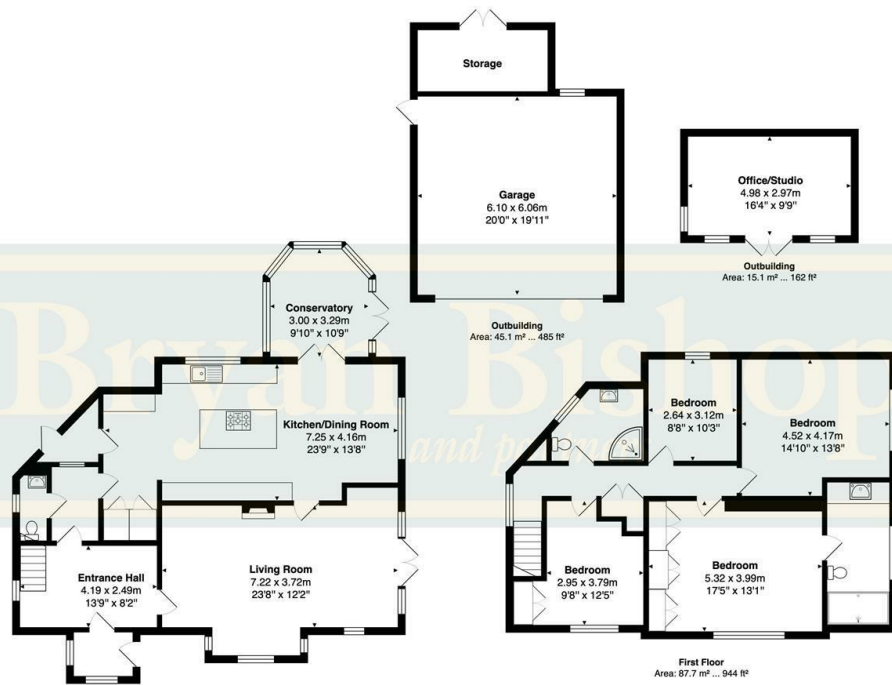 Storage
Garage
6.10 x 6.06m
20'0" x 19'11"
Office/Studio
4.98 x 2.97m
16'4" x 9'9"
Outbuilding
Area: 15.1 m² ... 162 ft²
Conservatory
3.00 x 3.29m
9'10" x 10'9"
Outbuilding
Area: 45.1 m² ... 485 ft²
Bryan Bishop
and partners
Kitchen/Dining Room
7.25 x 4.16m
23'9" x 13'8"
Bedroom
2.64 x 3.12m
8'8" x 10'3"
Bedroom
4.52 x 4.17m
14'10" x 13'8"
Entrance Hall
4.19 x 2.49m
13'9" x 8'2"
Living Room
7.22 x 3.72m
23'8" x 12'2"
Bedroom
2.95 x 3.79m
9'8" x 12'5"
Bedroom
5.32 x 3.99m
17'5" x 13'1"
First Floor
Area: 87.7 m² ... 944 ft²